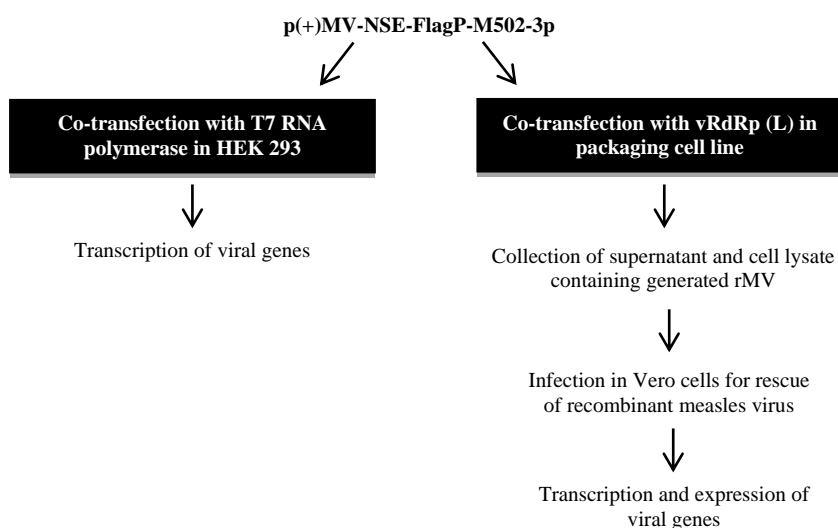 p(+)MV-NSE-FlagP-M502-3p
Co-transfection with T7 RNA
polymerase in HEK 293
Transcription of viral genes
Co-transfection with vRdRp (L) in
packaging cell line
Collection of supernatant and cell lysate
containing generated rMV
Infection in Vero cells for rescue
of recombinant measles virus
Transcription and expression of
viral genes